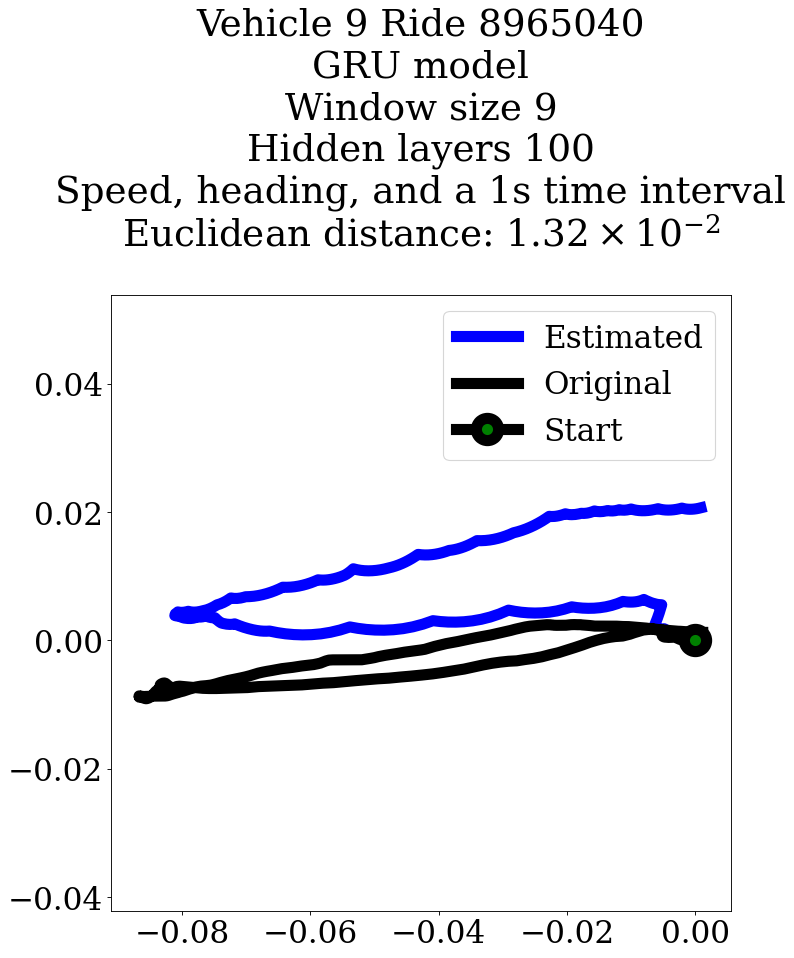 Vehicle 9 Ride 8965040
GRU model
Window size 9
Hidden layers 100
Speed, heading, and a 1s time interval
Euclidean distance: 1.32 × 10⁻²
Estimated
Original
Start
0.04
0.02
0.00
−0.02
−0.04
−0.08 −0.06 −0.04 −0.02 0.00